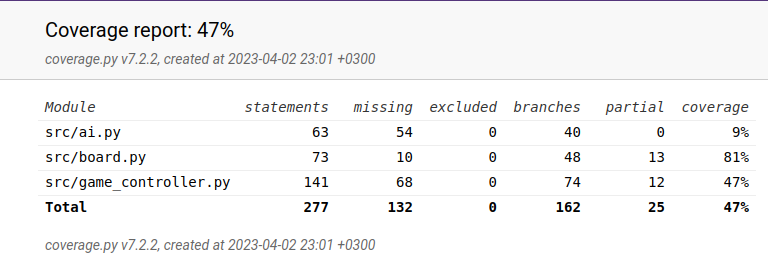 Coverage report: 47%
coverage.py v7.2.2, created at 2023-04-02 23:01 +0300
Module statements missing excluded branches partial coverage
src/ai.py 63 54 0 40 0 9%
src/board.py 73 10 0 48 13 81%
src/game_controller.py 141 68 0 74 12 47%
Total 277 132 0 162 25 47%
coverage.py v7.2.2, created at 2023-04-02 23:01 +0300